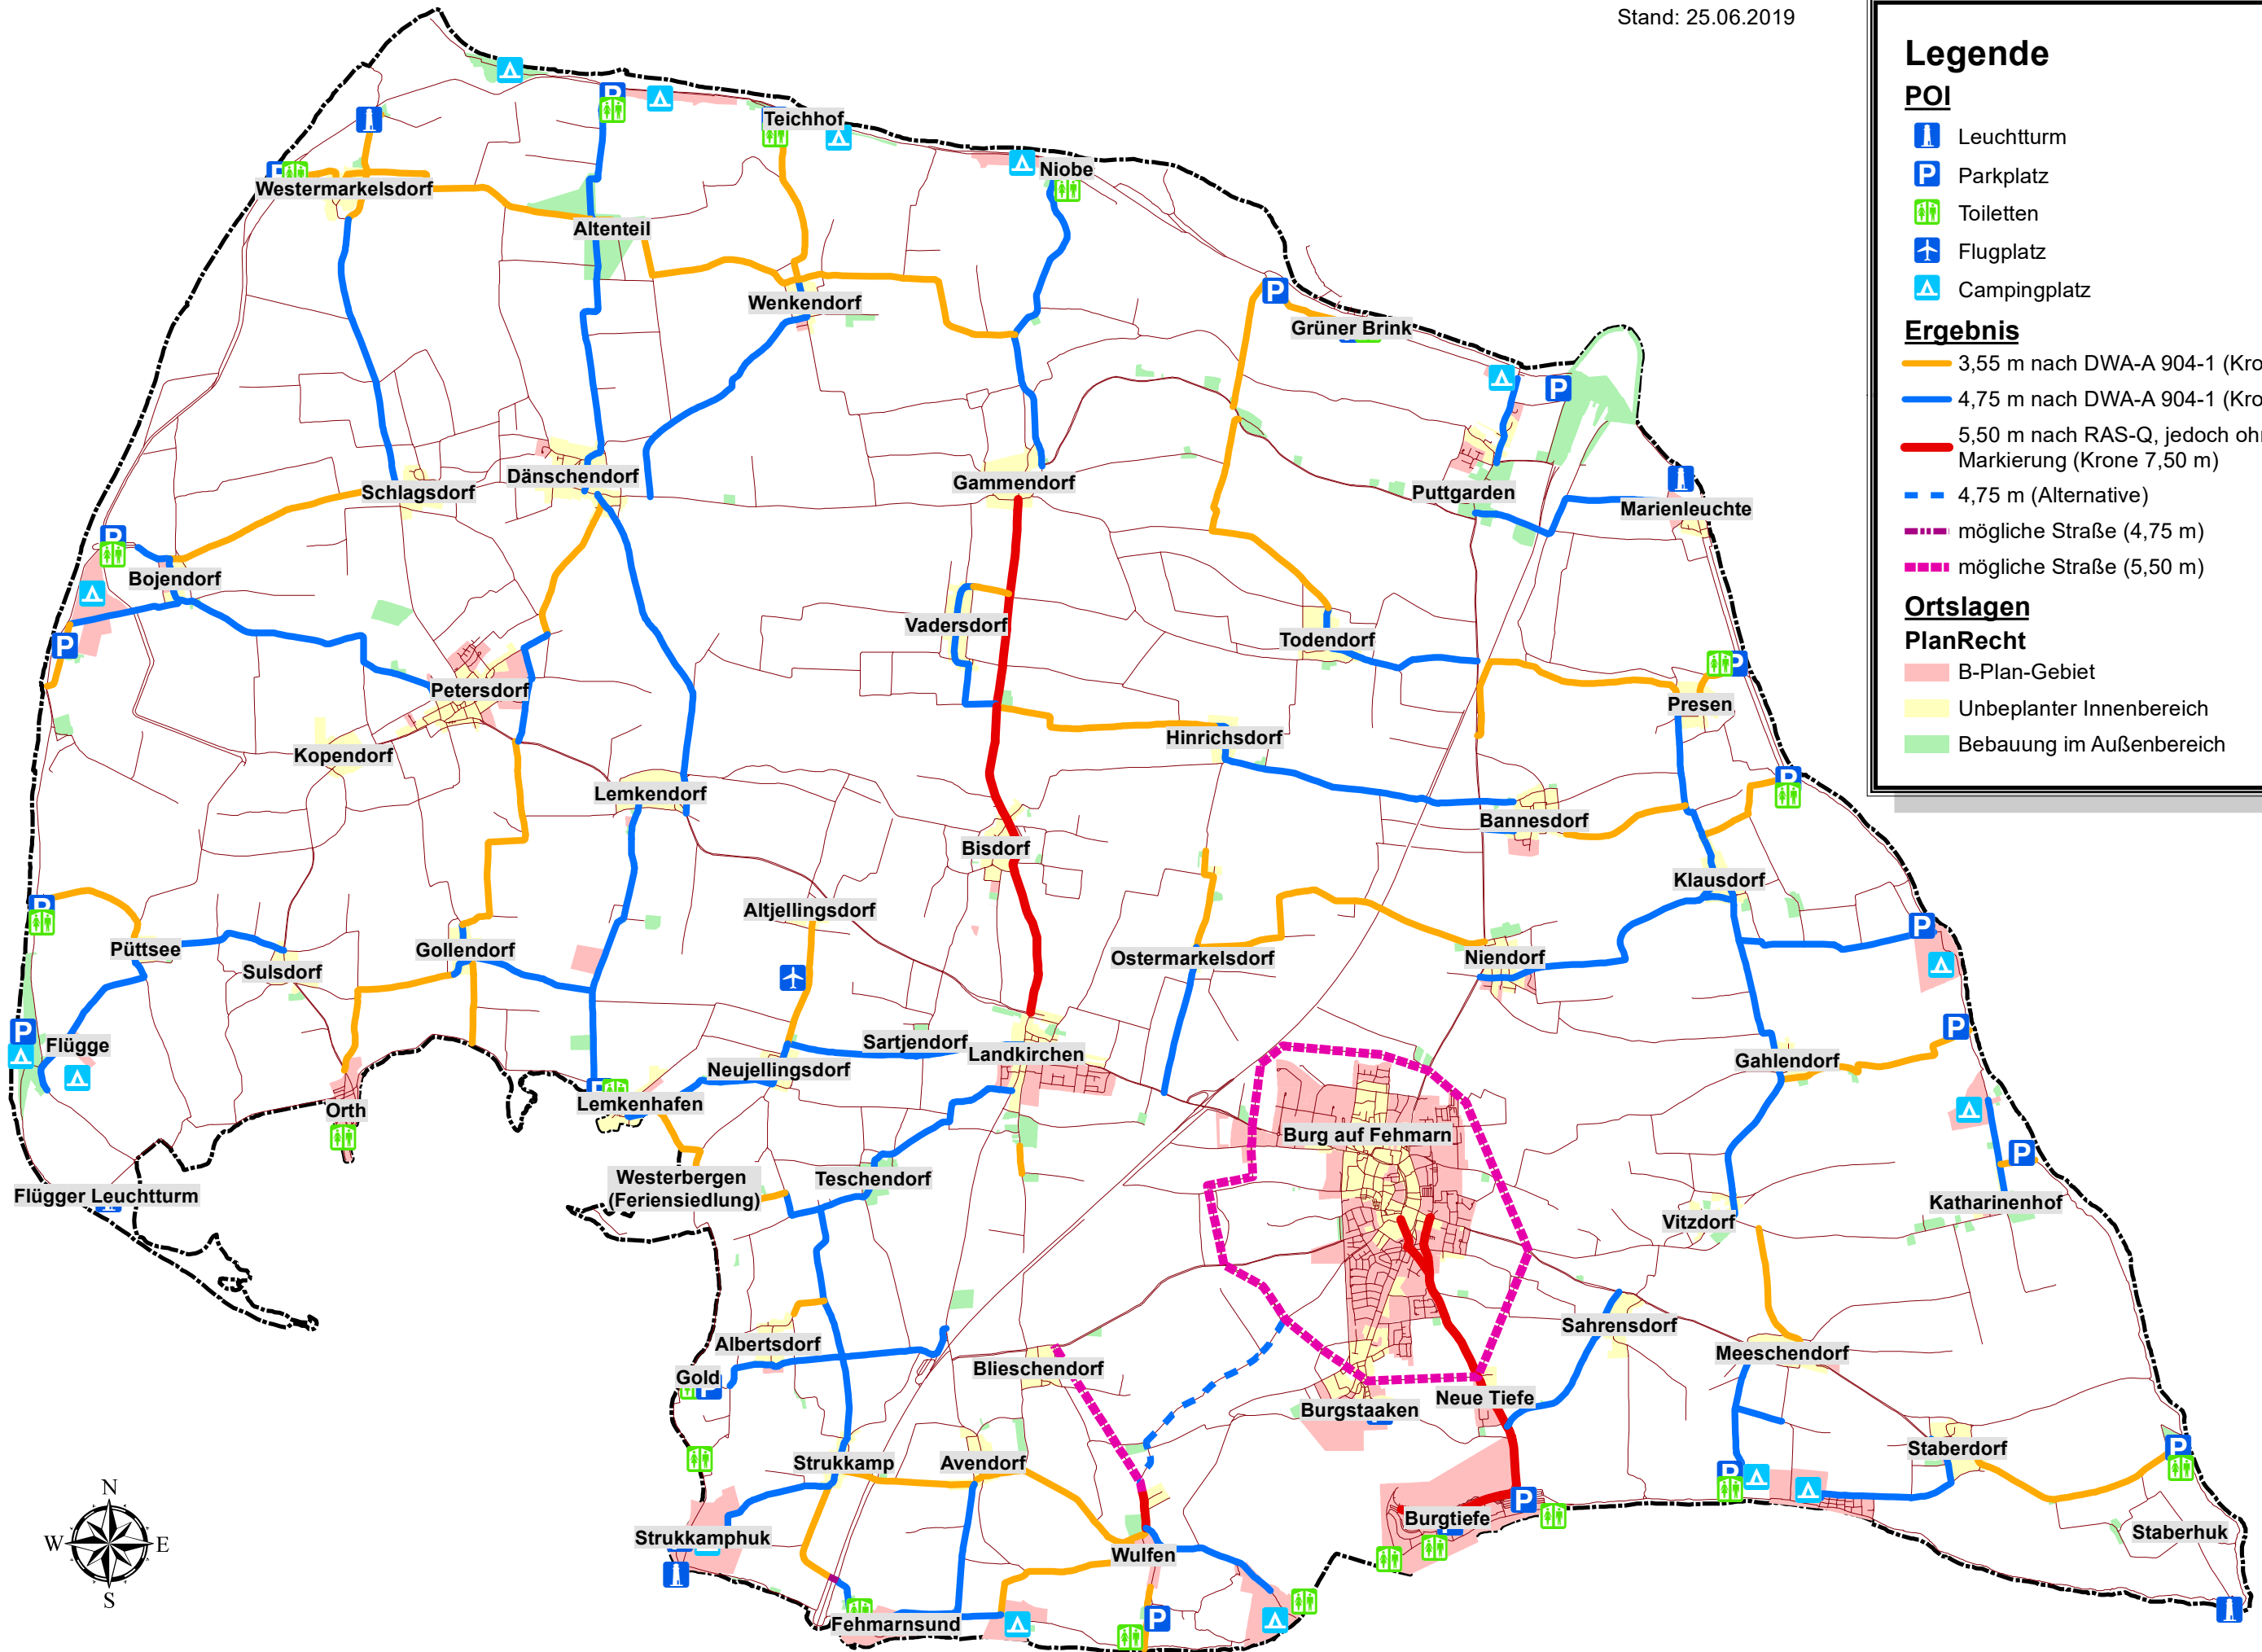 Stand: 25.06.2019
Legende
POI
Leuchtturm
Parkplatz
Toiletten
Flugplatz
Campingplatz
Ergebnis
3,55 m nach DWA-A 904-1 (Kro
4,75 m nach DWA-A 904-1 (Kro
5,50 m nach RAS-Q, jedoch ohn
Markierung (Krone 7,50 m)
4,75 m (Alternative)
mögliche Straße (4,75 m)
mögliche Straße (5,50 m)
Ortslagen
PlanRecht
B-Plan-Gebiet
Unbeplanter Innenbereich
Bebauung im Außenbereich
Teichhof
Niobe
Westermarkelsdorf
Altenteil
Wenkendorf
Grüner Brink
Dänschendorf
Gammendorf
Schlagsdorf
Puttgarden
Marienleuchte
Bojendorf
Vadersdorf
Todendorf
Petersdorf
Presen
Hinrichsdorf
Kopendorf
Lemkendorf
Bannesdorf
Bisdorf
Klausdorf
Altjellingsdorf
Püttsee
Gollendorf
Ostermarkelsdorf
Niendorf
Sulsdorf
Flügge
Sartjendorf
Landkirchen
Gahlendorf
Neujellingsdorf
Lemkenhafen
Orth
Burg auf Fehmarn
Westerbergen
(Feriensiedlung)
Teschendorf
Flügger Leuchtturm
Katharinenhof
Vitzdorf
Sahrensdorf
Albertsdorf
Meeschendorf
Blieschendorf
Gold
Neue Tiefe
Burgstaaken
Staberdorf
Strukkamp
Avendorf
Burgtiefe
Staberhuk
Strukkamphuk
Wulfen
Fehmarnsund
N
W
E
S